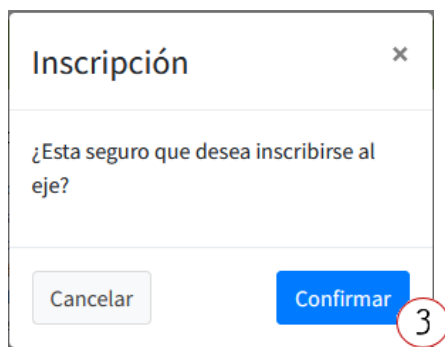 Inscripción ×
¿Esta seguro que desea inscribirse al
eje?
Cancelar Confirmar
3